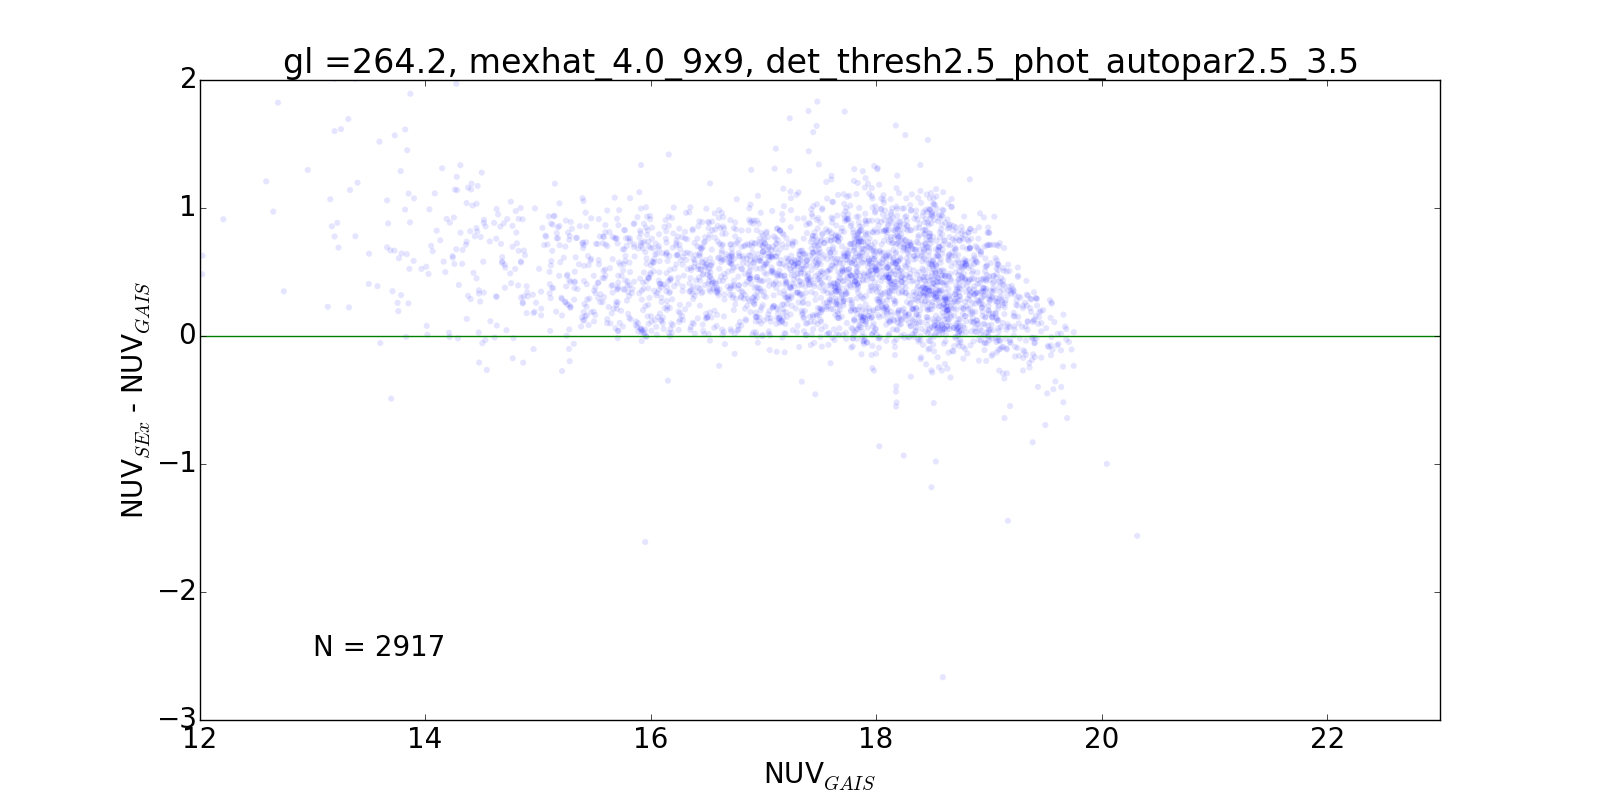 gl =264.2, mexhat_4.0_9x9, det_thresh2.5_phot_autopar2.5_3.5
2
1
0
−1
−2
−3
NUV_SEx - NUV_GAIS
N = 2917
12 14 16 18 20 22
NUV_GAIS